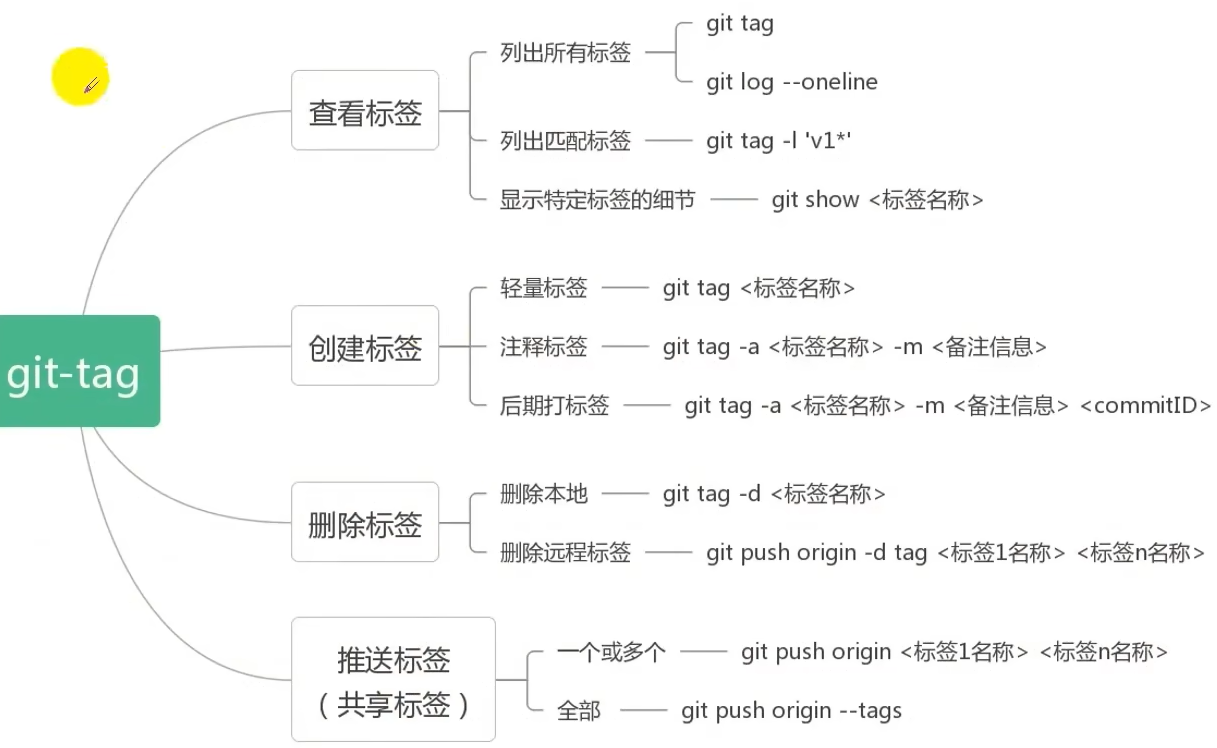 git-tag
查看标签
列出所有标签
git tag
git log --oneline
列出匹配标签
git tag -l 'v1*'
显示特定标签的细节
git show <标签名称>
创建标签
轻量标签
git tag <标签名称>
注释标签
git tag -a <标签名称> -m <备注信息>
后期打标签
git tag -a <标签名称> -m <备注信息> <commitID>
删除标签
删除本地
git tag -d <标签名称>
删除远程标签
git push origin -d tag <标签1名称> <标签n名称>
推送标签
（共享标签）
一个或多个
git push origin <标签1名称> <标签n名称>
全部
git push origin --tags